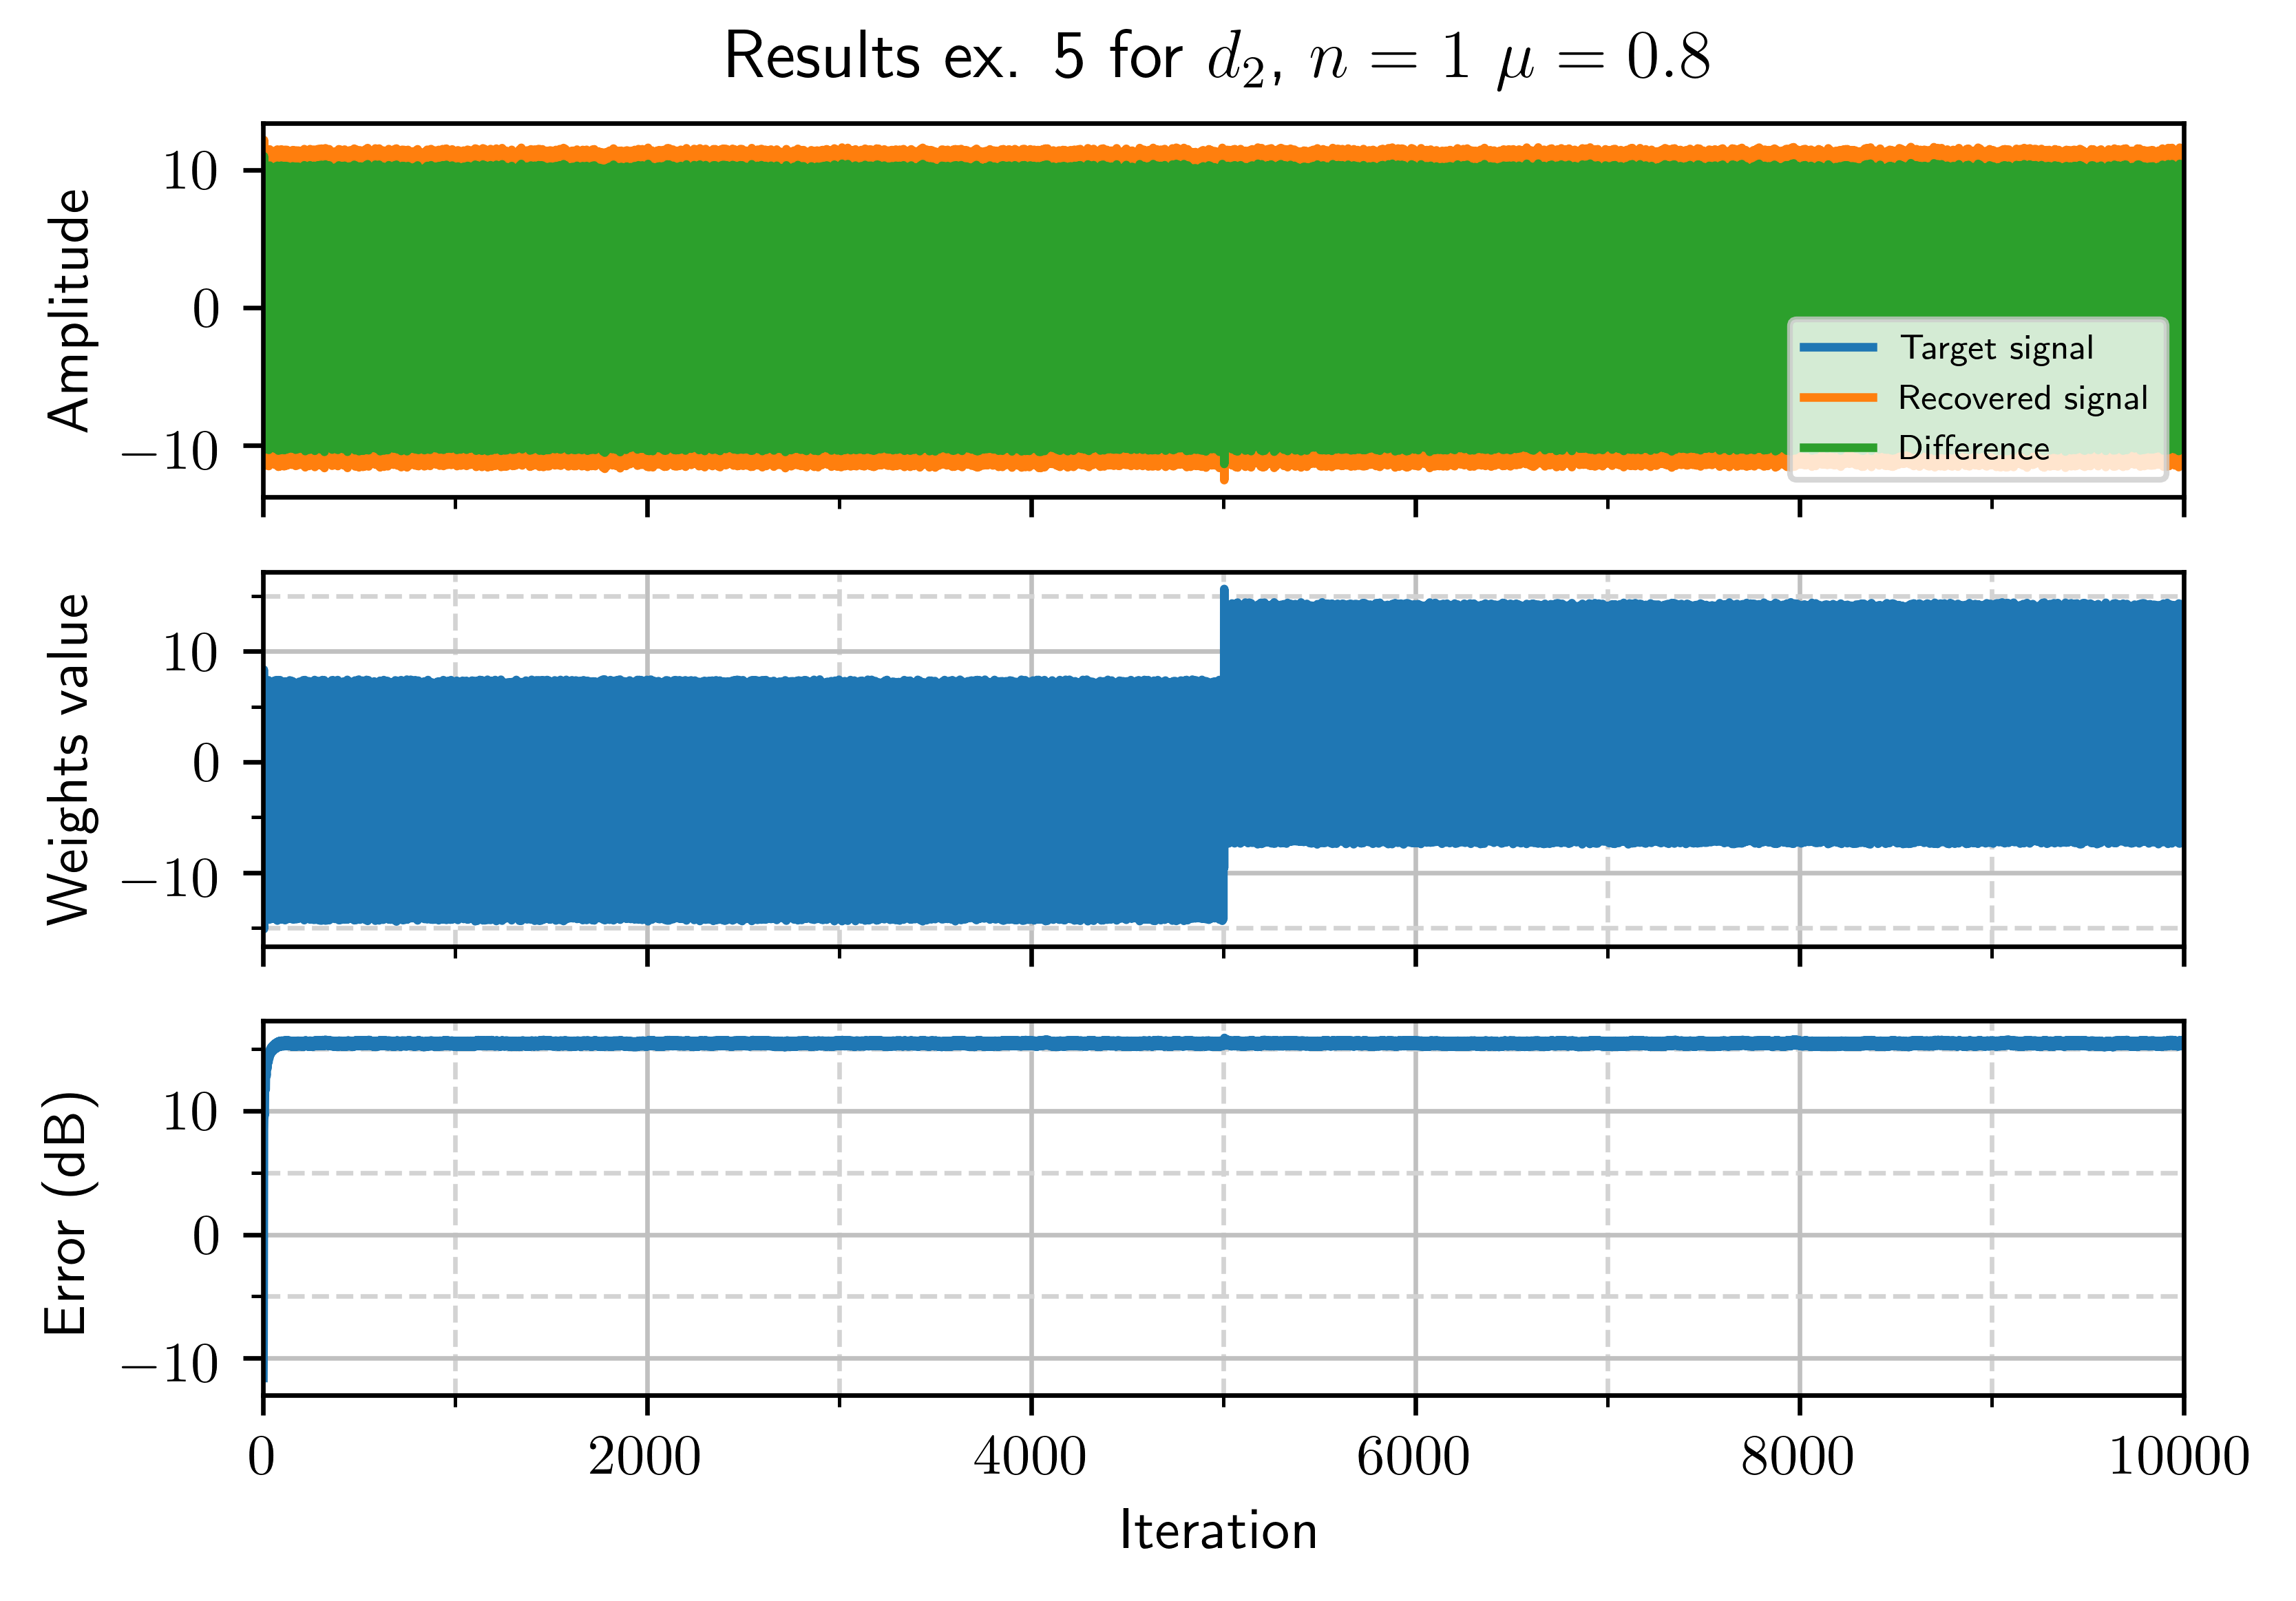 Results ex. 5 for d₂, n = 1 μ = 0.8
Amplitude
10
0
−10
Target signal
Recovered signal
Difference
Weights value
10
0
−10
Error (dB)
10
0
−10
0 2000 4000 6000 8000 10000
Iteration